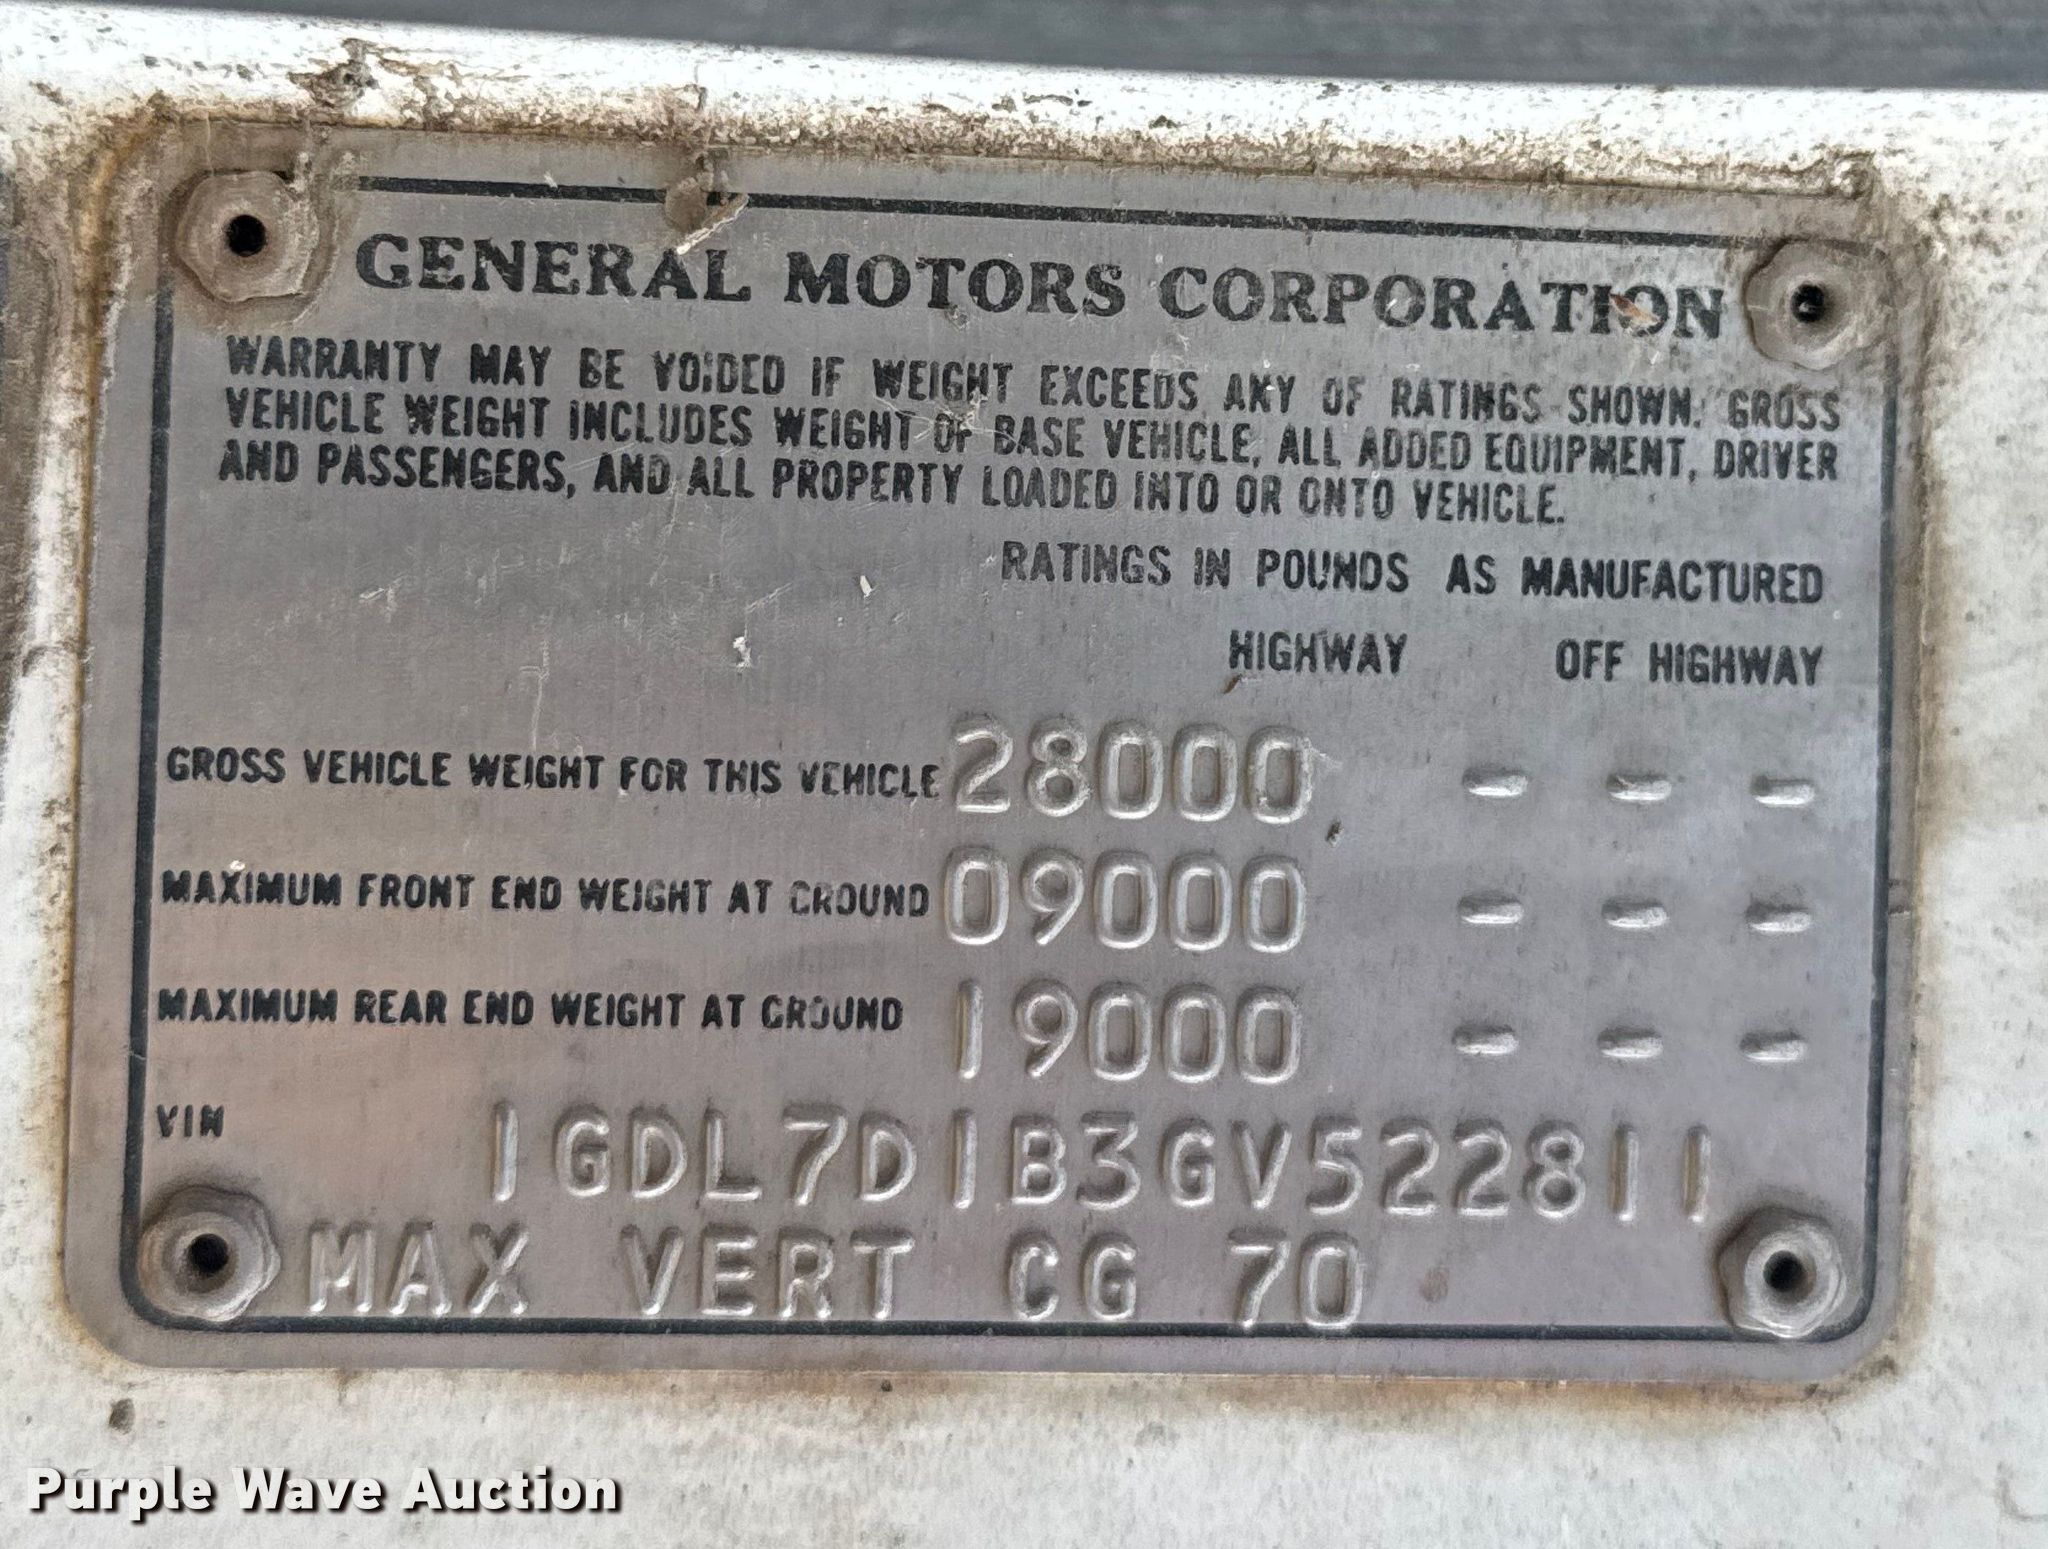 GENERAL MOTORS CORPORATION
WARRANTY MAY BE VOIDED IF WEIGHT EXCEEDS ANY OF RATINGS SHOWN. GROSS
VEHICLE WEIGHT INCLUDES WEIGHT OF BASE VEHICLE, ALL ADDED EQUIPMENT, DRIVER
AND PASSENGERS, AND ALL PROPERTY LOADED INTO OR ONTO VEHICLE.
RATINGS IN POUNDS AS MANUFACTURED
HIGHWAY OFF HIGHWAY
GROSS VEHICLE WEIGHT FOR THIS VEHICLE 28000 - - -
MAXIMUM FRONT END WEIGHT AT GROUND 09000 - - -
MAXIMUM REAR END WEIGHT AT GROUND 19000 - - -
VIN 1GDL7D1B3GV522811
MAX VERT CG 70
Purple Wave Auction